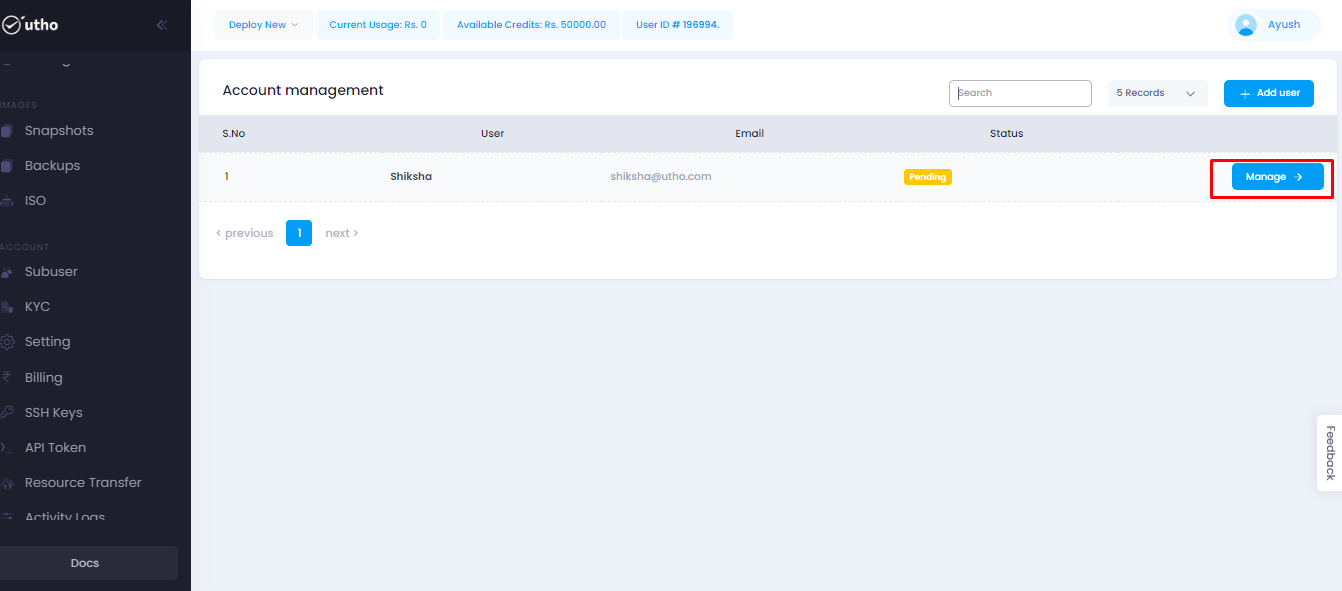 utho
IMAGES
Snapshots
Backups
ISO
ACCOUNT
Subuser
KYC
Setting
Billing
SSH Keys
API Token
Resource Transfer
Activity Logs
Docs
Deploy New
Current Usage: Rs. 0
Available Credits: Rs. 50000.00
User ID # 196994.
Ayush
Account management
Search
5 Records
+ Add user
S.No User Email Status
1 Shiksha shiksha@utho.com Pending Manage →
< previous 1 next >
Feedback